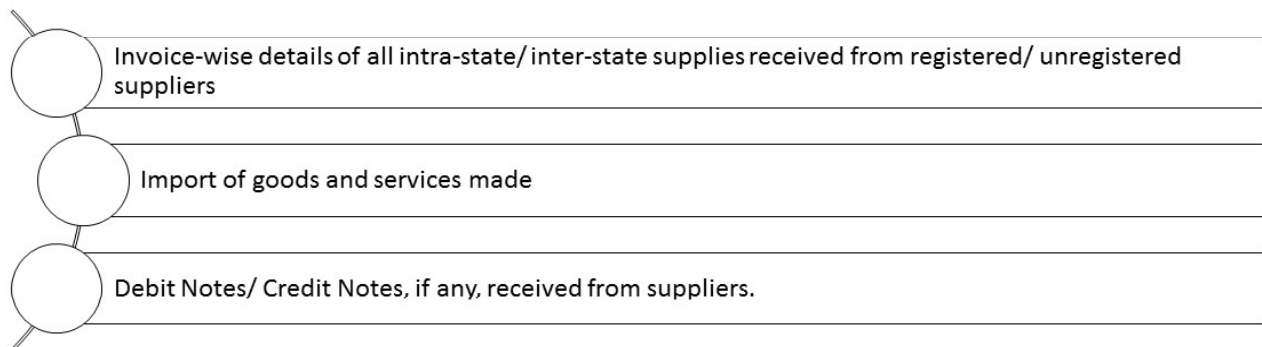 Invoice-wise details of all intra-state/ inter-state supplies received from registered/ unregistered
suppliers
Import of goods and services made
Debit Notes/ Credit Notes, if any, received from suppliers.